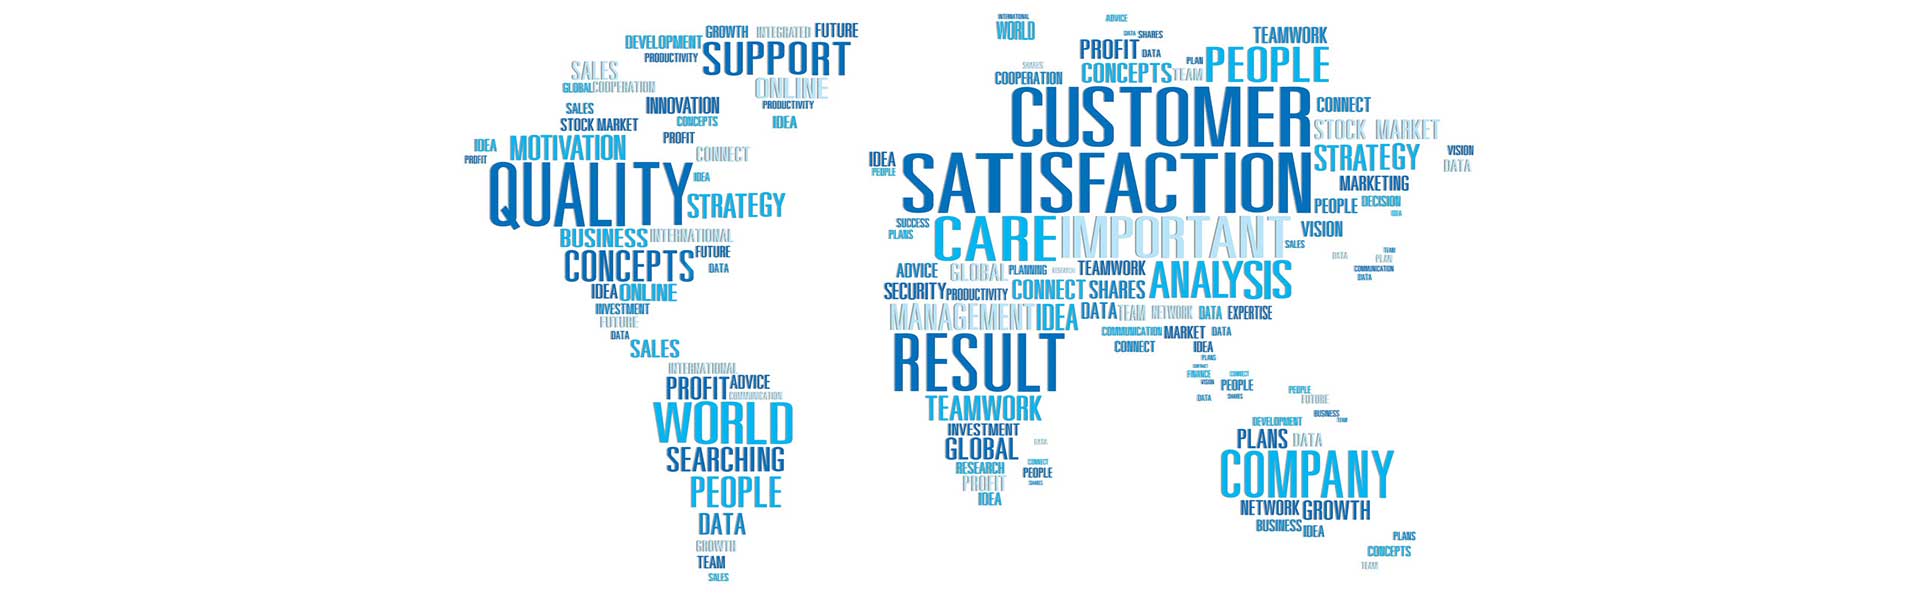 GROWTH INTEGRATED FUTURE
DEVELOPMENT
SUPPORT
PRODUCTIVITY
SALES
GLOBAL COOPERATION
ONLINE
SALES
INNOVATION
PRODUCTIVITY
STOCK MARKET
CONCEPTS
IDEA
PROFIT
IDEA
MOTIVATION
CONNECT
PROFIT
QUALITY
IDEA
STRATEGY
BUSINESS INTERNATIONAL
CONCEPTS
FUTURE
DATA
IDEA ONLINE
INVESTMENT
FUTURE
DATA
SALES
INTERNATIONAL
PROFIT ADVICE
COMMUNICATION
WORLD
SEARCHING
PEOPLE
DATA
GROWTH
TEAM
SALES
INTERNATIONAL
WORLD
ADVICE
DATA SHARES
PROFIT DATA
TEAMWORK
SHARES
COOPERATION
CONCEPTS TEAM
PLAN
PEOPLE
CUSTOMER
CONNECT
STOCK MARKET
IDEA
PEOPLE
SATISFACTION
STRATEGY
VISION
DATA
MARKETING
PEOPLE DECISION
IDEA
SUCCESS
PLANS
CARE IMPORTANT
VISION
SALES
ADVICE GLOBAL PLANNING RESEARCH TEAMWORK
ANALYSIS
DATA
TEAM
PLAN
COMMUNICATION
DATA
SECURITY PRODUCTIVITY CONNECT SHARES
MANAGEMENT IDEA DATA TEAM NETWORK DATA EXPERTISE
COMMUNICATION MARKET DATA
RESULT
CONNECT
IDEA
PLANS
CONTRACT
FINANCE
CONNECT
VISION
PEOPLE
DATA
SHARES
TEAMWORK
INVESTMENT
GLOBAL
DATA
RESEARCH
CONNECT
PEOPLE
PROFIT
SHARES
IDEA
PEOPLE
FUTURE
BUSINESS
TEAM
DEVELOPMENT
PLANS DATA
COMPANY
NETWORK GROWTH
BUSINESS IDEA
PLANS
CONCEPTS
TEAM